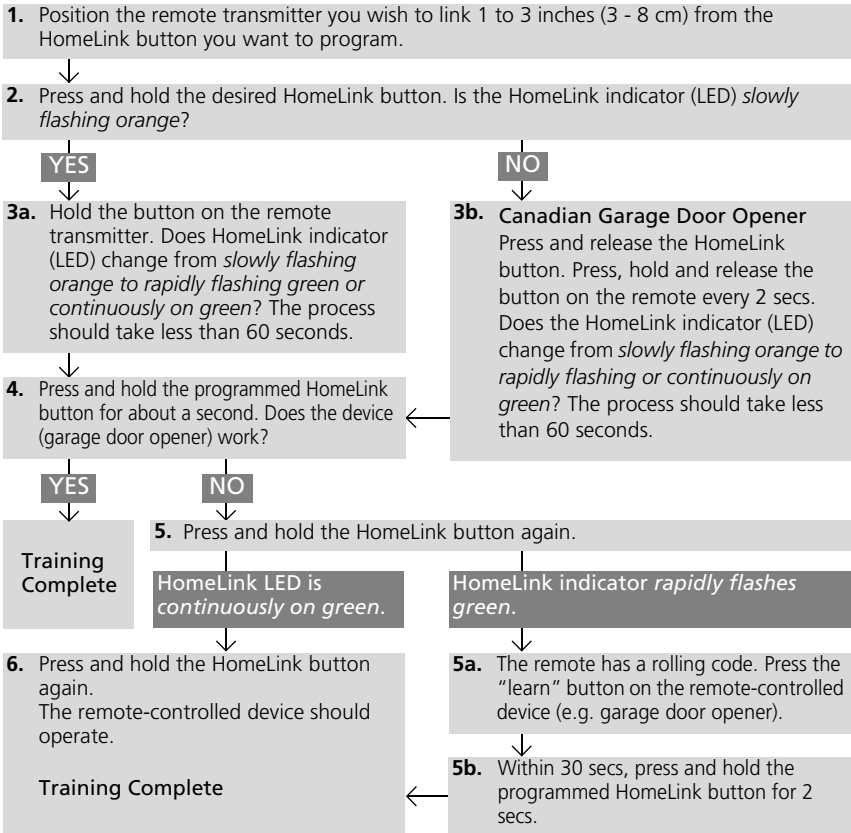 1. Position the remote transmitter you wish to link 1 to 3 inches (3 - 8 cm) from the
HomeLink button you want to program.
2. Press and hold the desired HomeLink button. Is the HomeLink indicator (LED) slowly
flashing orange?
YES
NO
3a. Hold the button on the remote
transmitter. Does HomeLink indicator
(LED) change from slowly flashing
orange to rapidly flashing green or
continuously on green? The process
should take less than 60 seconds.
3b. Canadian Garage Door Opener
Press and release the HomeLink
button. Press, hold and release the
button on the remote every 2 secs.
Does the HomeLink indicator (LED)
change from slowly flashing orange to
rapidly flashing or continuously on
green? The process should take less
than 60 seconds.
4. Press and hold the programmed HomeLink
button for about a second. Does the device
(garage door opener) work?
YES
NO
Training
Complete
5. Press and hold the HomeLink button again.
HomeLink LED is
continuously on green.
HomeLink indicator rapidly flashes
green.
5a. The remote has a rolling code. Press the
“learn” button on the remote-controlled
device (e.g. garage door opener).
5b. Within 30 secs, press and hold the
programmed HomeLink button for 2
secs.
6. Press and hold the HomeLink button
again.
The remote-controlled device should
operate.
Training Complete